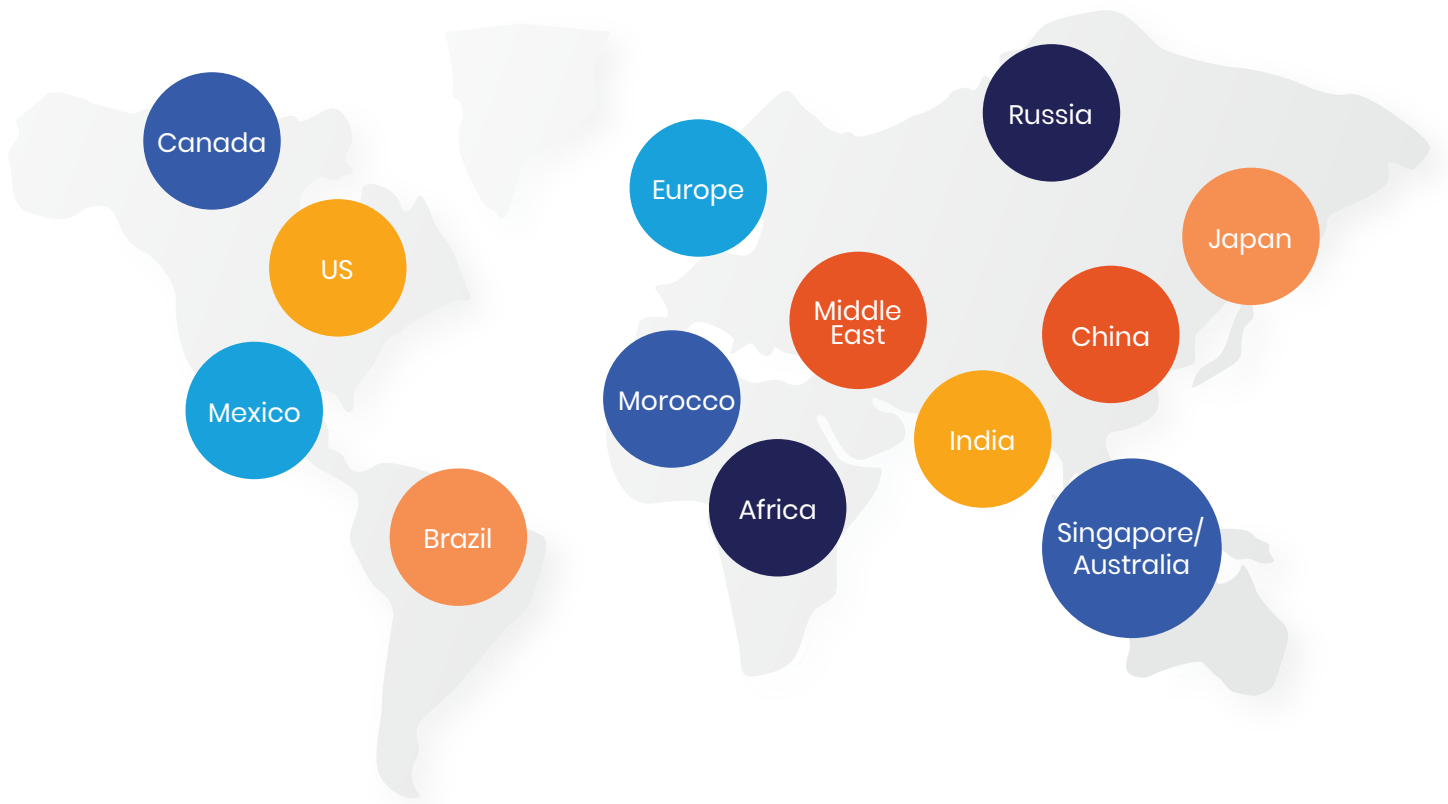 Canada
US
Mexico
Brazil
Europe
Russia
Japan
Middle
East
China
Morocco
India
Africa
Singapore/
Australia